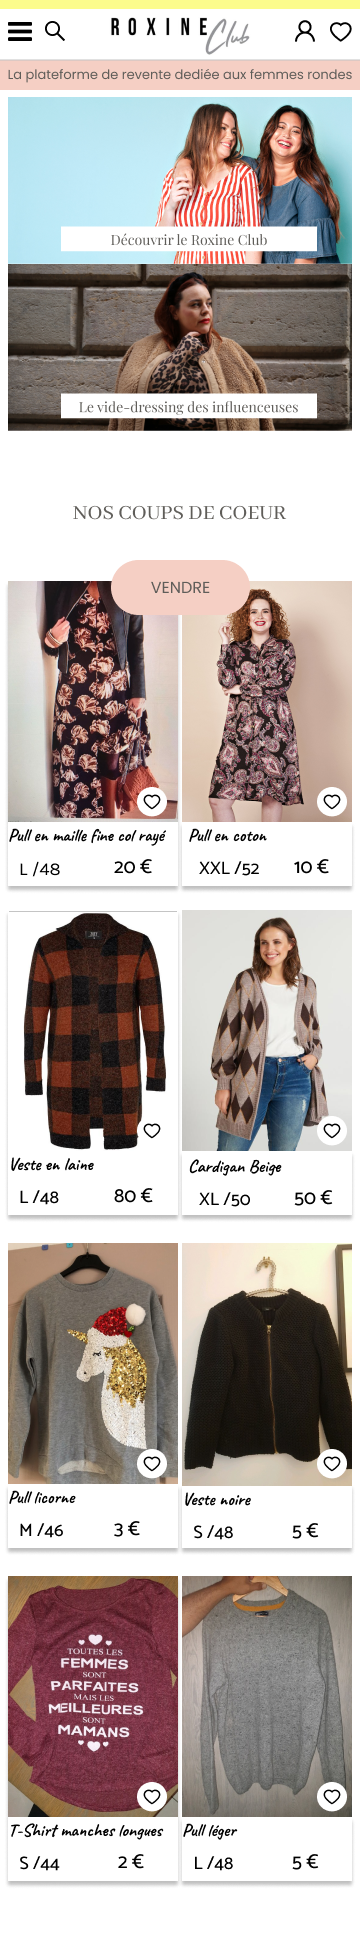 ROXINE Club
La plateforme de revente dediée aux femmes rondes
Découvrir le Roxine Club
Le vide-dressing des influenceuses
NOS COUPS DE COEUR
VENDRE
Pull en maille fine col rayé
L /48 20 €
Pull en coton
XXL /52 10 €
Veste en laine
L /48 80 €
Cardigan Beige
XL /50 50 €
Pull licorne
M /46 3 €
Veste noire
S /48 5 €
TOUTES LES
FEMMES
SONT
PARFAITES
MAIS LES
MEILLEURES
SONT
MAMANS
T-Shirt manches longues
S /44 2 €
Pull léger
L /48 5 €